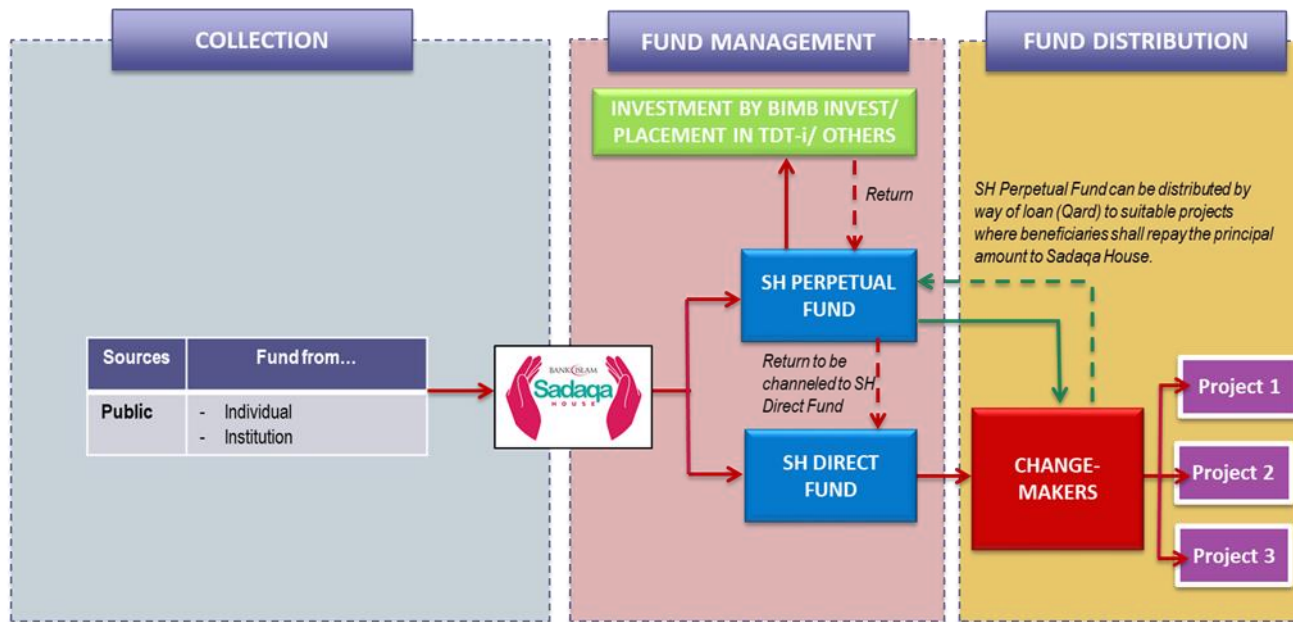 COLLECTION
FUND MANAGEMENT
FUND DISTRIBUTION
INVESTMENT BY BIMB INVEST/
PLACEMENT IN TDT-i/ OTHERS
Return
SH Perpetual Fund can be distributed by
way of loan (Qard) to suitable projects
where beneficiaries shall repay the principal
amount to Sadaqa House.
SH PERPETUAL
FUND
Sources
Fund from...
Public
- Individual
- Institution
BANK ISLAM
Sadaqa
HOUSE
Return to be
channeled to SH
Direct Fund
SH DIRECT
FUND
CHANGE-
MAKERS
Project 1
Project 2
Project 3